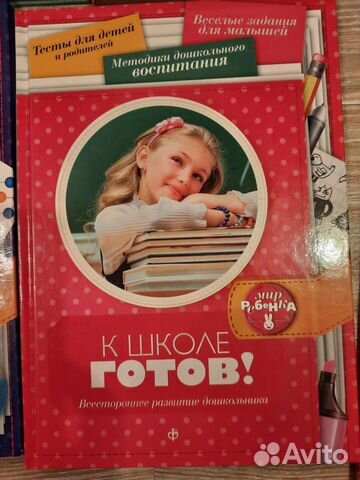 Тесты для детей
и родителей
Веселые задания
для малышей
Методики дошкольного
воспитания
мир
Ребенка
К ШКОЛЕ
ГОТОВ!
Всестороннее развитие дошкольника
Ф
Avito